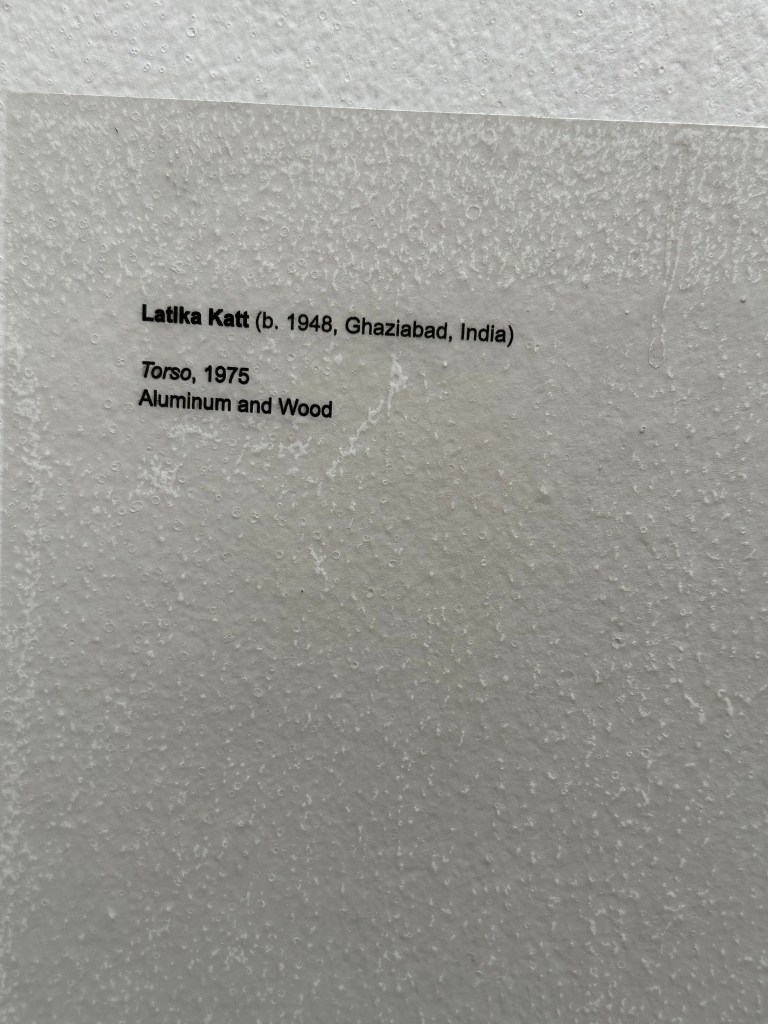 Latika Katt (b. 1948, Ghaziabad, India)
Torso, 1975
Aluminum and Wood